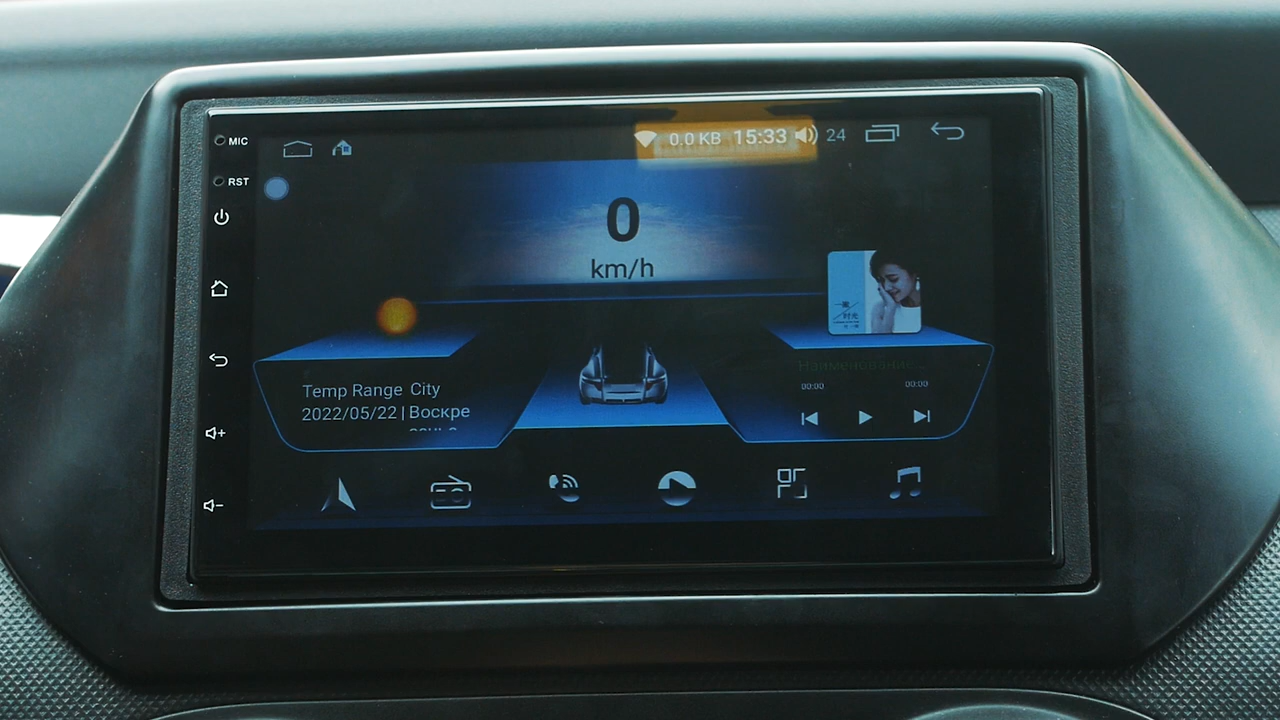 MIC
0.0 KB 15:33 24
RST
0
km/h
Temp Range City
2022/05/22 | Воскре
Наименовани...
00:00 00:00